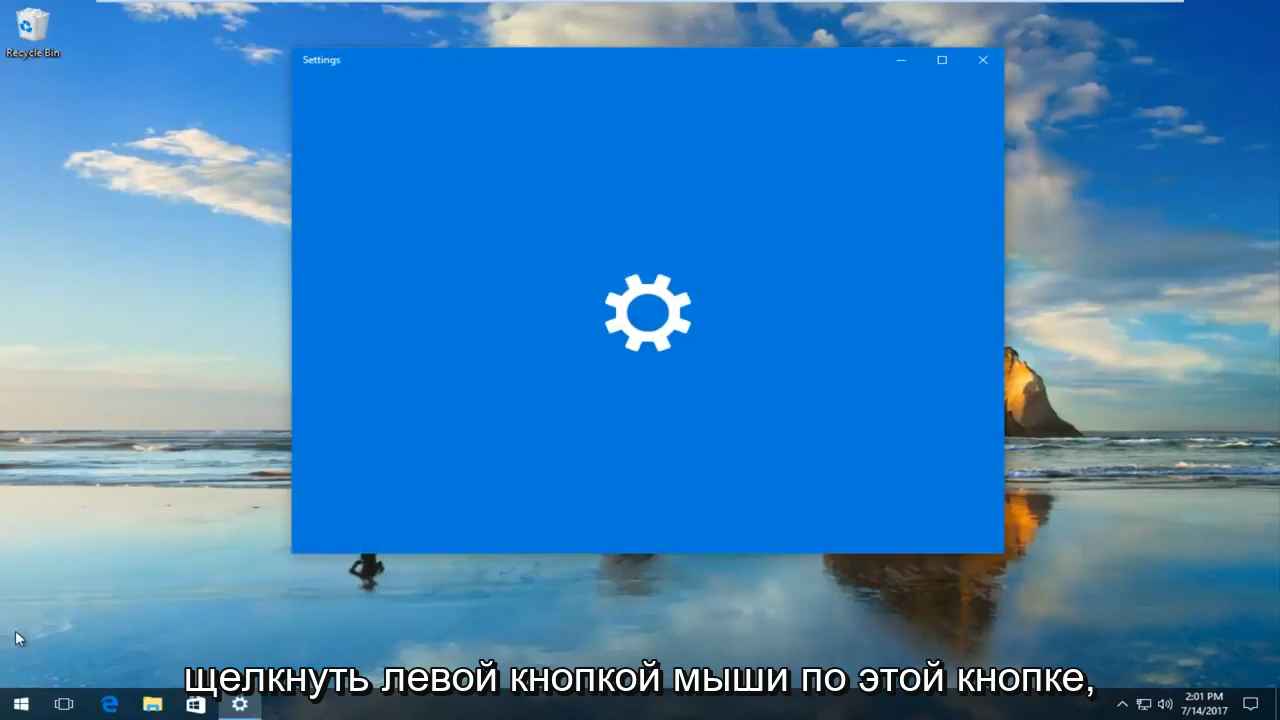 Recycle Bin
Settings
щелкнуть левой кнопкой мыши по этой кнопке,
2:01 PM
7/14/2017